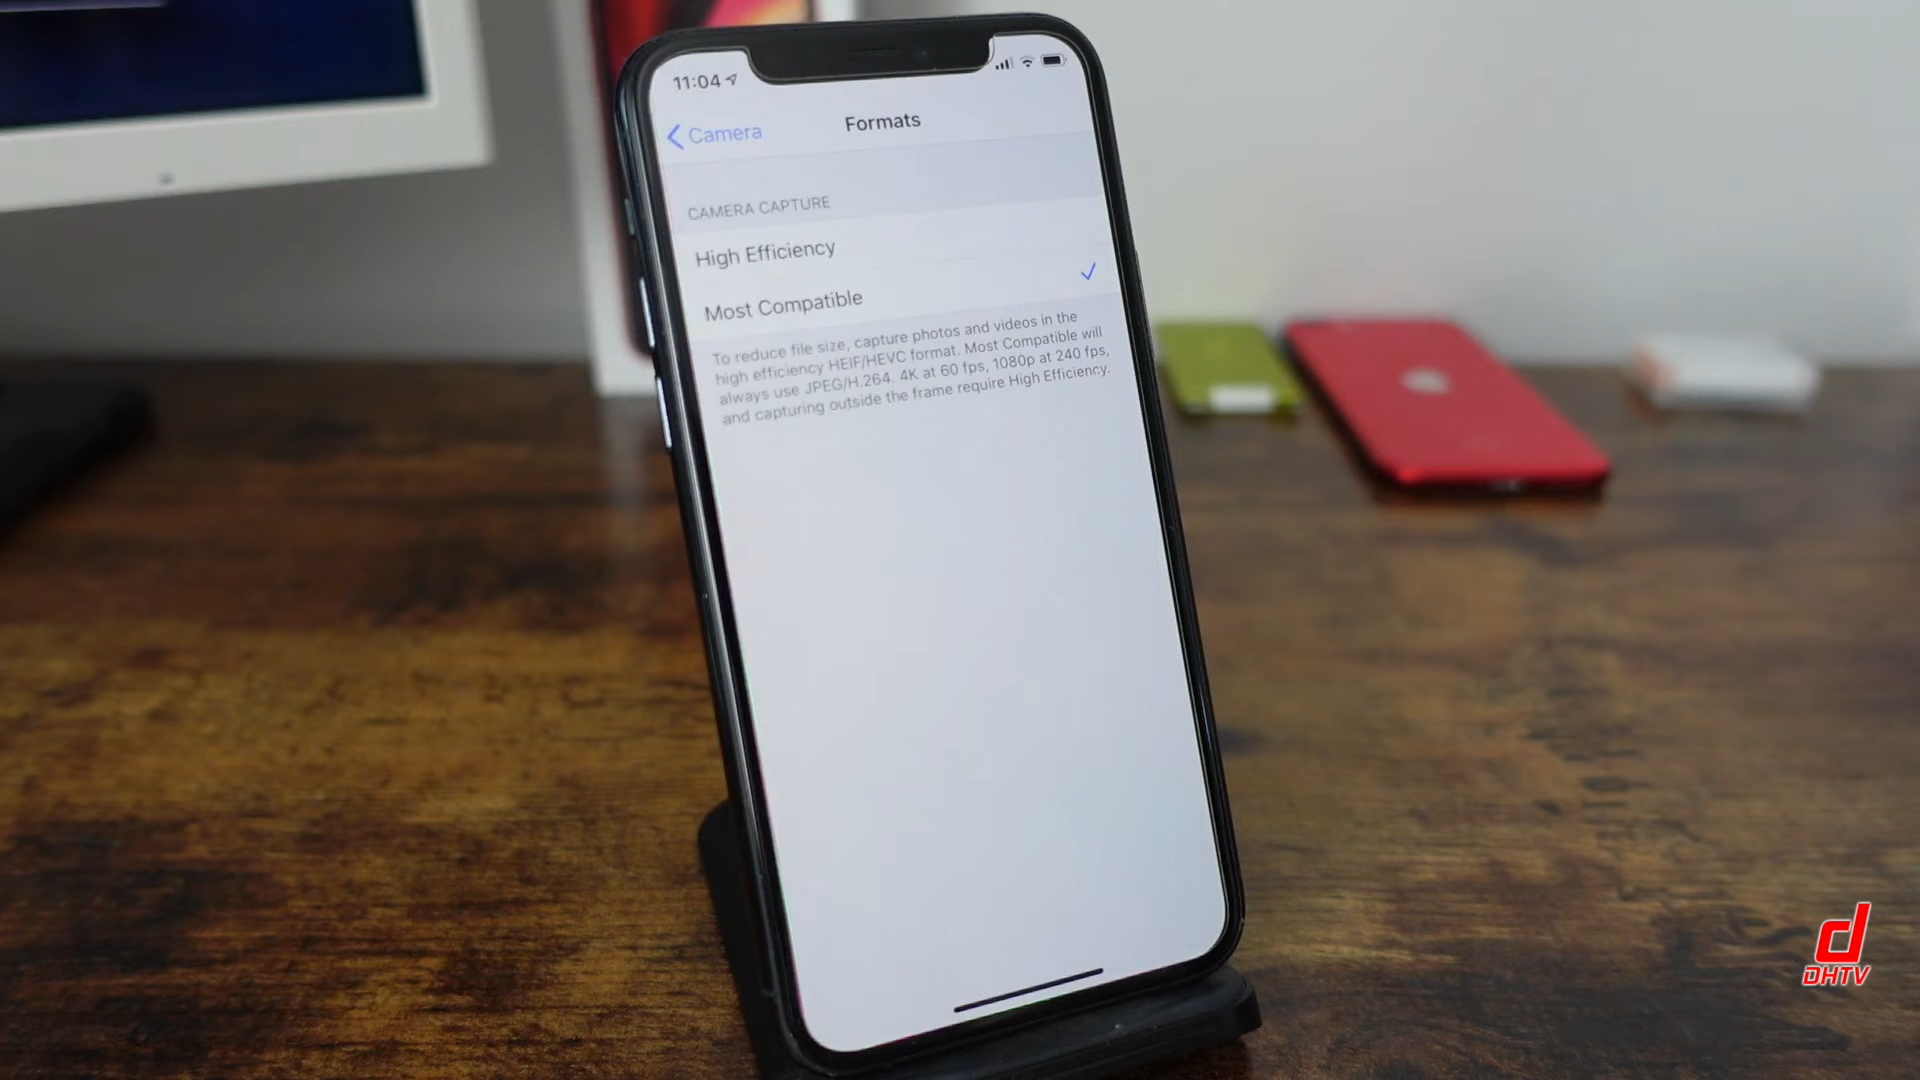 11:04
Camera
Formats
CAMERA CAPTURE
High Efficiency
Most Compatible
To reduce file size, capture photos and videos in the
high efficiency HEIF/HEVC format. Most Compatible will
always use JPEG/H.264. 4K at 60 fps, 1080p at 240 fps,
and capturing outside the frame require High Efficiency.
d
DHTV